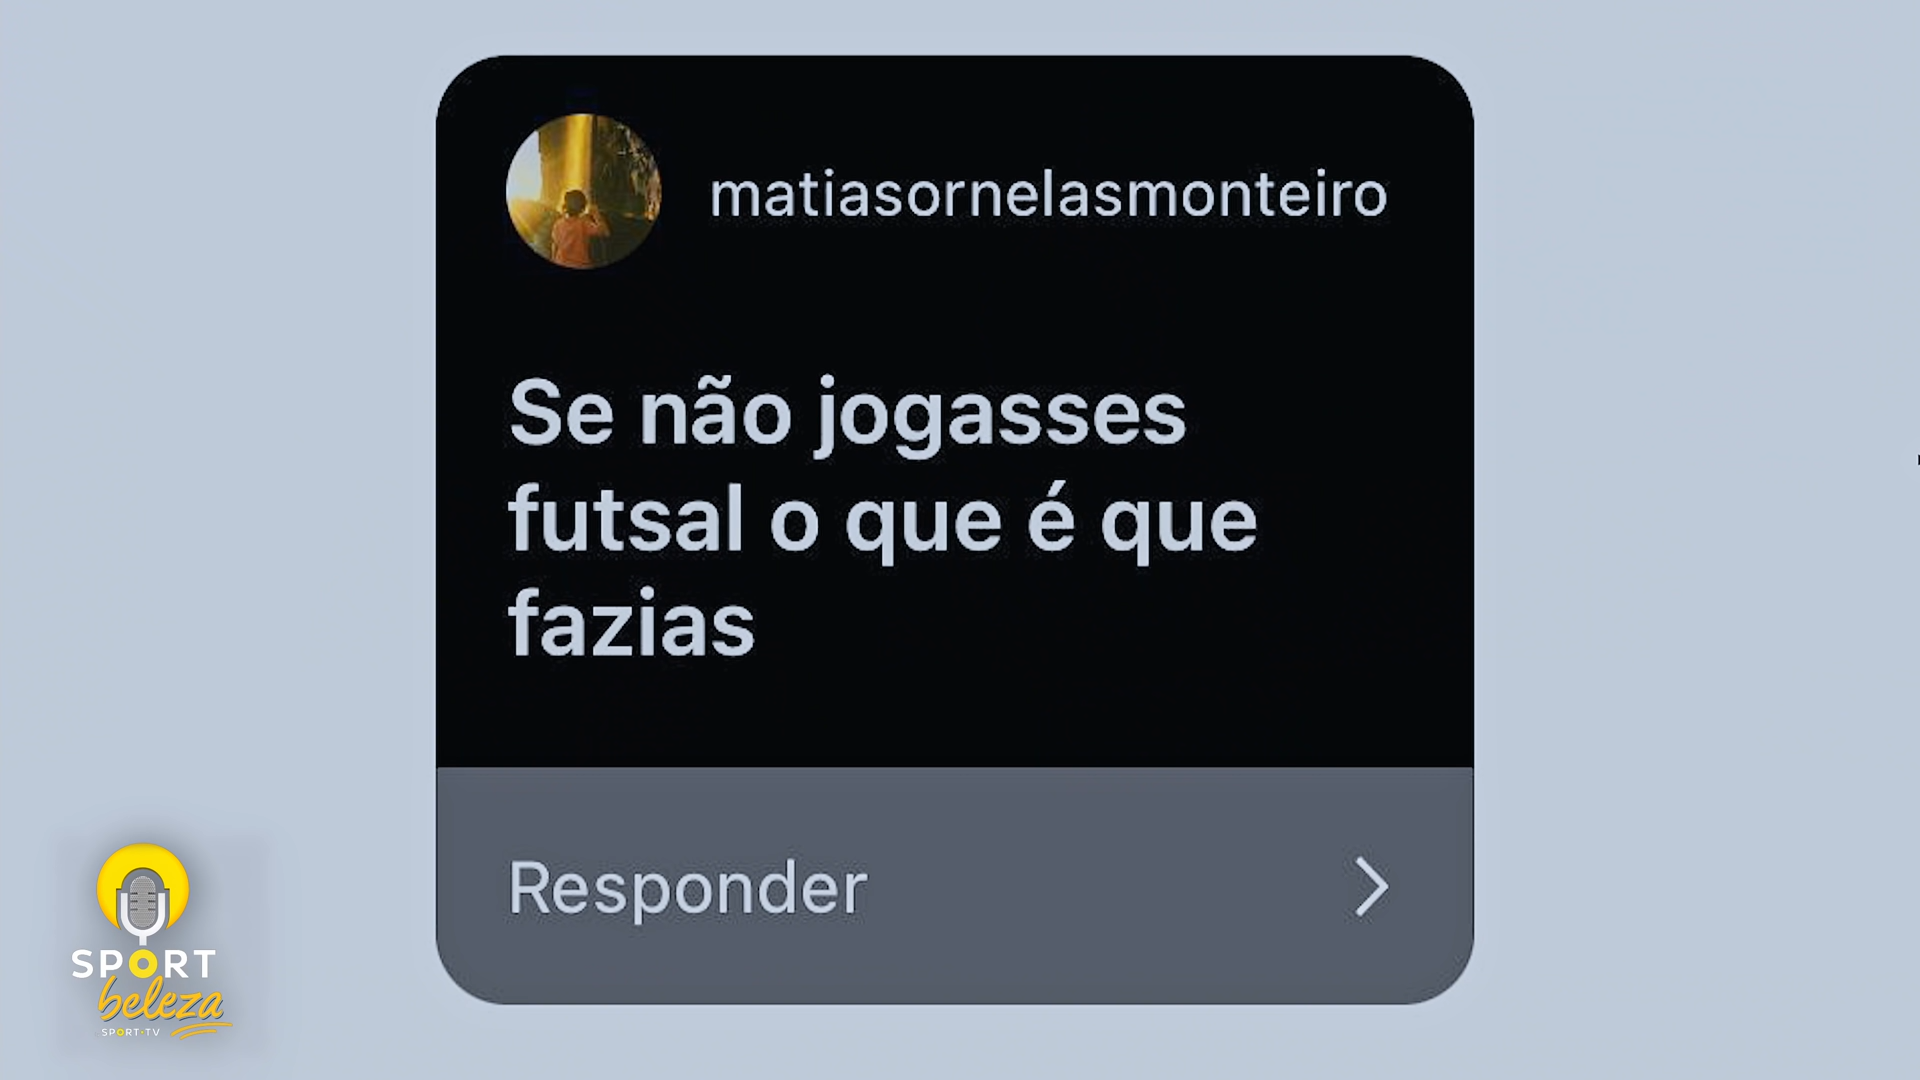 matiasornelasmonteiro
Se não jogasses
futsal o que é que
fazias
Responder
SPORT
beleza
SPORT•TV